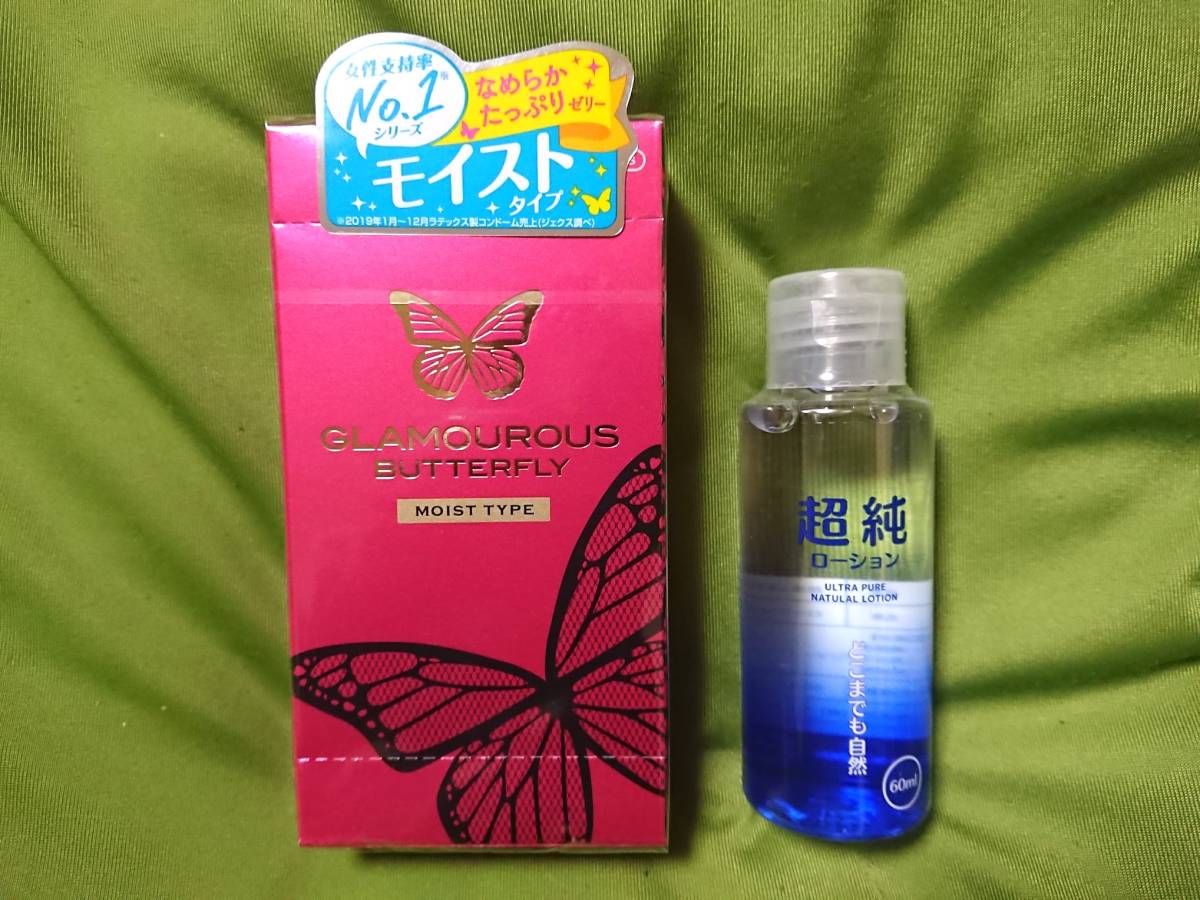 女性支持率
No.1※
シリーズ
なめらか
たっぷりゼリー
モイスト
タイプ
※2019年1月~12月ラテックス製コンドーム売上(ジェクス調べ)
GLAMOUROUS
BUTTERFLY
MOIST TYPE
超純
ローション
ULTRA PURE
NATULAL LOTION
どこまでも自然
60ml